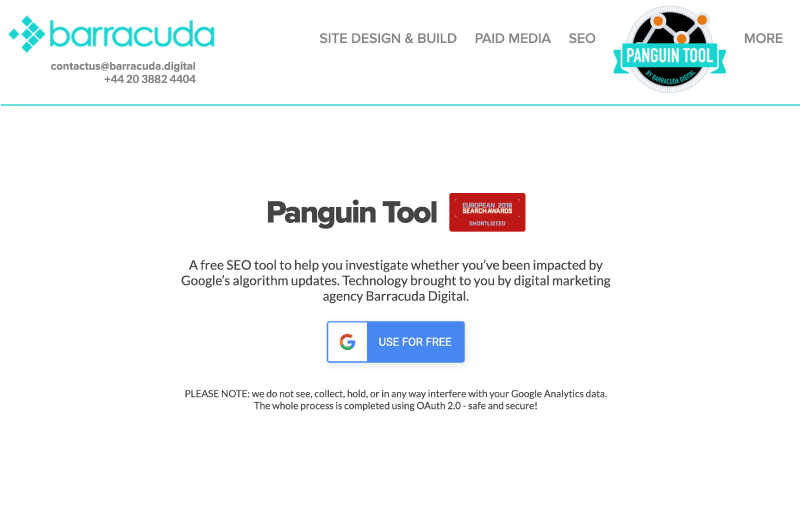 barracuda
contactus@barracuda.digital
+44 20 3882 4404
SITE DESIGN & BUILD
PAID MEDIA
SEO
PANGUIN TOOL
BY BARRACUDA DIGITAL
MORE
Panguin Tool
EUROPEAN 2018
SEARCH AWARDS
SHORTLISTED
A free SEO tool to help you investigate whether you've been impacted by
Google's algorithm updates. Technology brought to you by digital marketing
agency Barracuda Digital.
G
USE FOR FREE
PLEASE NOTE: we do not see, collect, hold, or in any way interfere with your Google Analytics data.
The whole process is completed using OAuth 2.0 - safe and secure!